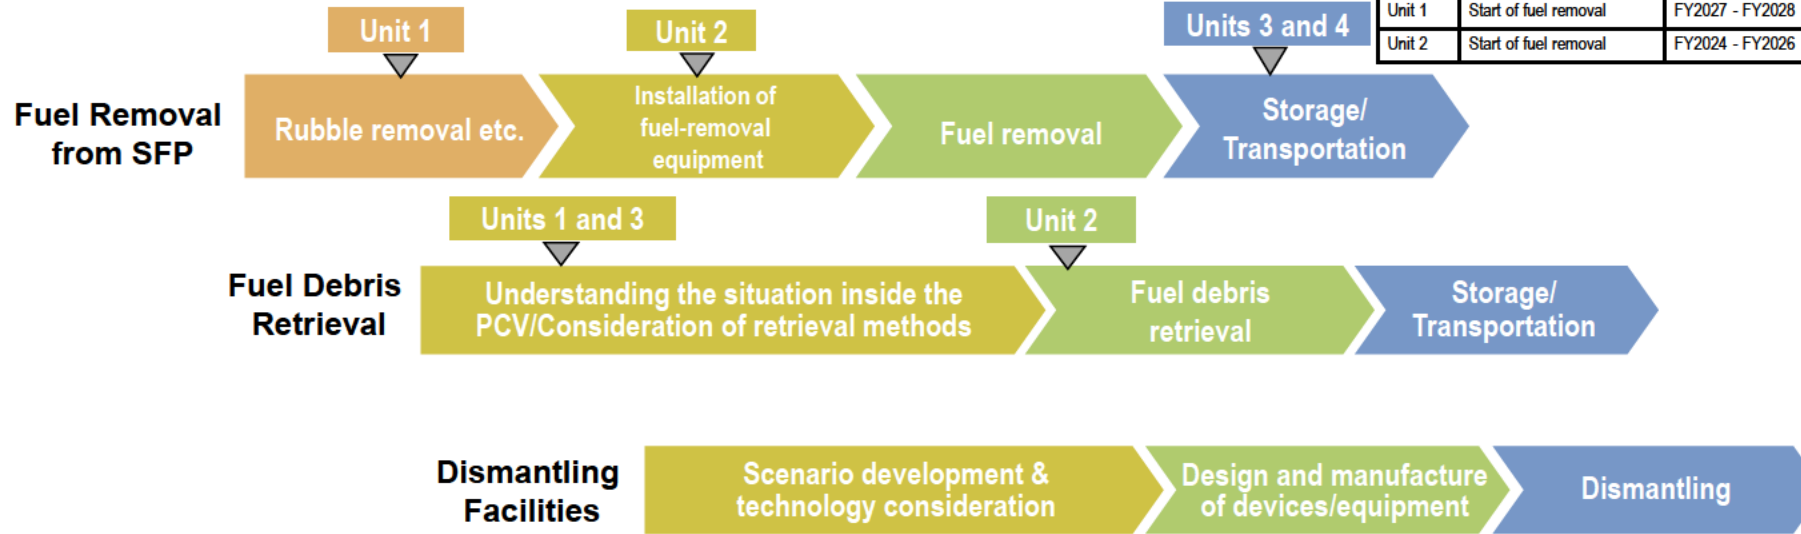 Unit 1 Start of fuel removal FY2027 - FY2028
Unit 2 Start of fuel removal FY2024 - FY2026
Unit 1
Unit 2
Units 3 and 4
Fuel Removal
from SFP
Rubble removal etc.
Installation of
fuel-removal
equipment
Fuel removal
Storage/
Transportation
Units 1 and 3
Unit 2
Fuel Debris
Retrieval
Understanding the situation inside the
PCV/Consideration of retrieval methods
Fuel debris
retrieval
Storage/
Transportation
Dismantling
Facilities
Scenario development &
technology consideration
Design and manufacture
of devices/equipment
Dismantling